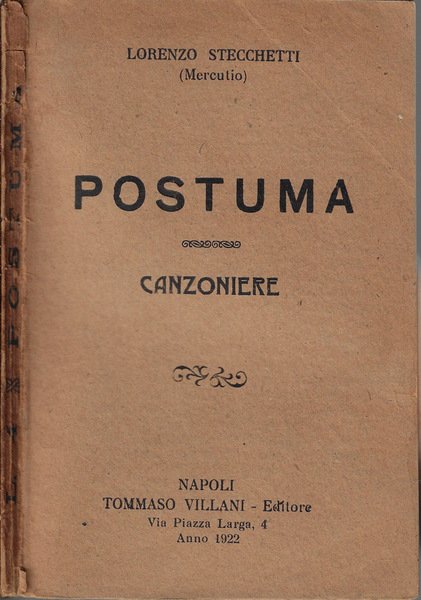 LORENZO STECCHETTI
(Mercutio)
POSTUMA
CANZONIERE
NAPOLI
TOMMASO VILLANI - Editore
Via Piazza Larga, 4
Anno 1922
POSTUMA